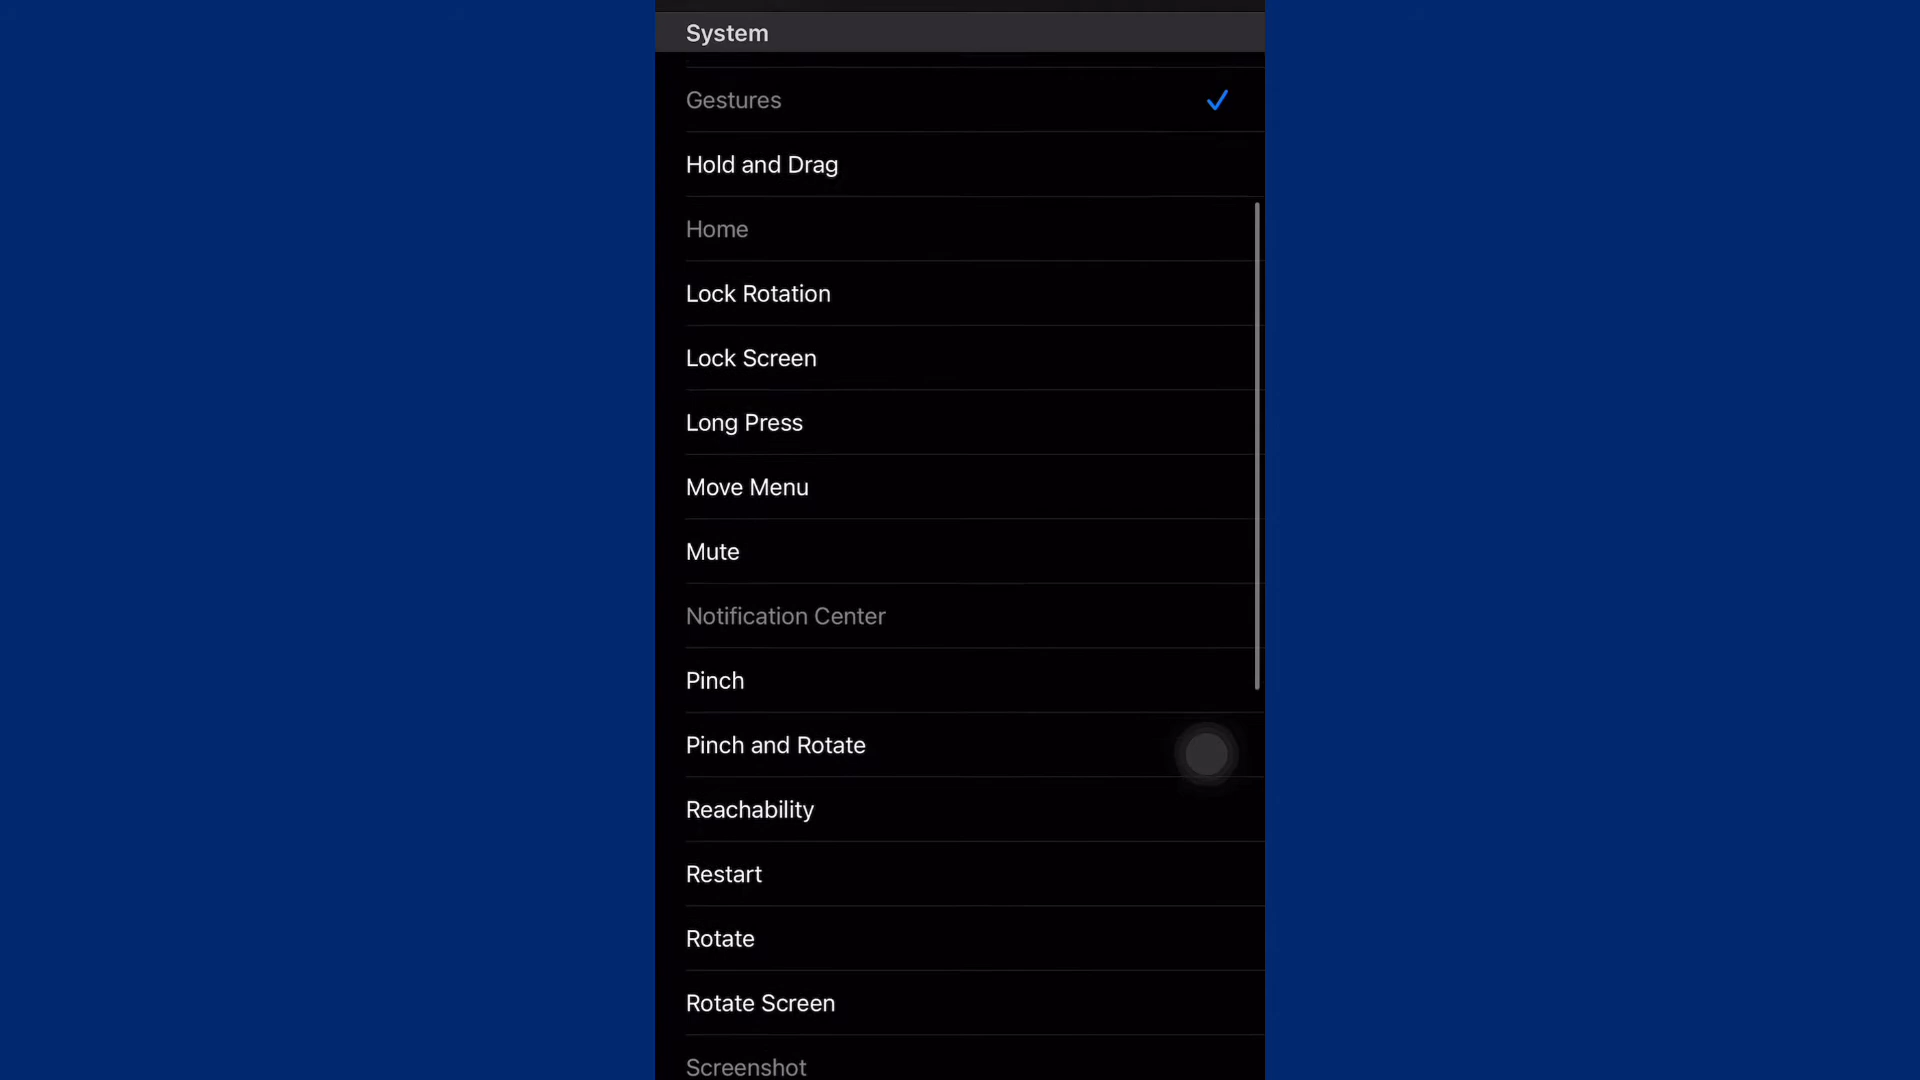 System
Gestures
Hold and Drag
Home
Lock Rotation
Lock Screen
Long Press
Move Menu
Mute
Notification Center
Pinch
Pinch and Rotate
Reachability
Restart
Rotate
Rotate Screen
Screenshot